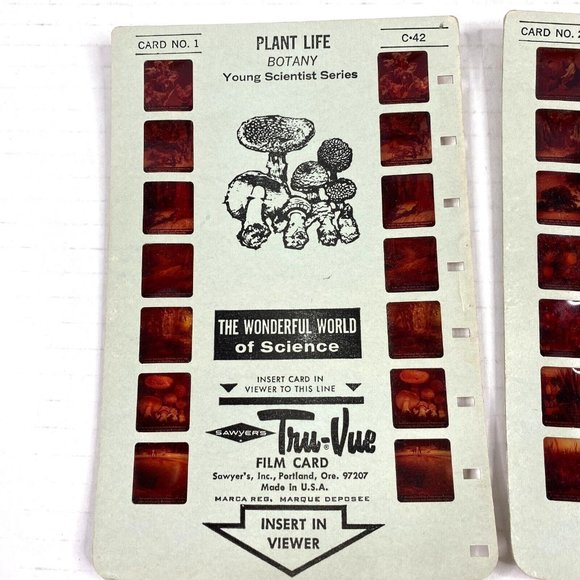 CARD NO. 1
PLANT LIFE
C·42
BOTANY
Young Scientist Series
THE WONDERFUL WORLD
of Science
INSERT CARD IN
VIEWER TO THIS LINE
SAWYER'S
Tru-Vue
®
FILM CARD
Sawyer's, Inc., Portland, Ore. 97207
Made in U.S.A.
MARCA REG. MARQUE DEPOSEE
INSERT IN
VIEWER
CARD NO. 2